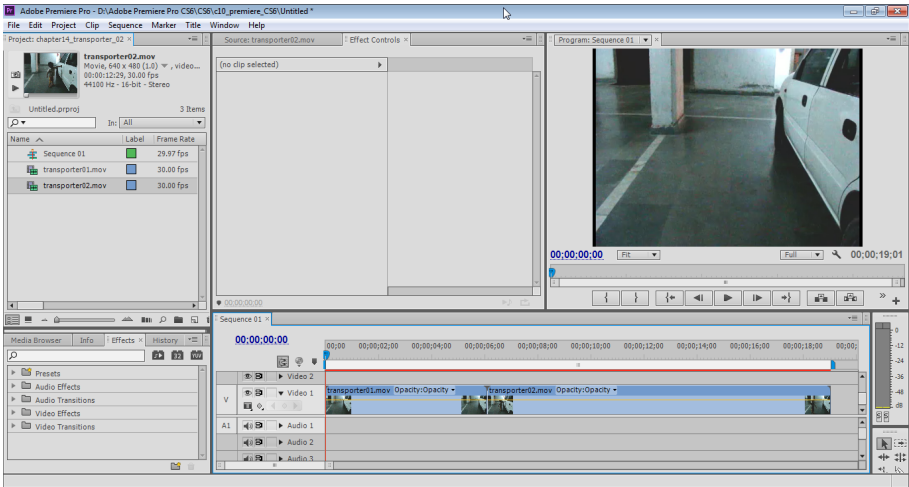 Adobe Premiere Pro - D:\Adobe Premiere Pro CS6\CS6\c10_premiere_CS6\Untitled *
File Edit Project Clip Sequence Marker Title Window Help
Project: chapter14_transporter_02 ×
transporter02.mov
Movie, 640 x 480 (1.0) , video...
00:00:12:29, 30.00 fps
44100 Hz - 16-bit - Stereo
Untitled.prproj 3 Items
In: All
Name Label Frame Rate
Sequence 01 29.97 fps
transporter01.mov 30.00 fps
transporter02.mov 30.00 fps
Source: transporter02.mov Effect Controls ×
(no clip selected)
00;00;00;00
Program: Sequence 01 ×
00;00;00;00 Fit Full 00;00;19;01
Media Browser Info Effects × History
32 YUV
Presets
Audio Effects
Audio Transitions
Video Effects
Video Transitions
Sequence 01 ×
00;00;00;00
00;00 00;00;02;00 00;00;04;00 00;00;06;00 00;00;08;00 00;00;10;00 00;00;12;00 00;00;14;00 00;00;16;00 00;00;18;00 00;00;
Video 2
V Video 1
transporter01.mov Opacity:Opacity transporter02.mov Opacity:Opacity
A1 Audio 1
Audio 2
Audio 3
0
-12
-24
-36
-48
dB
S S